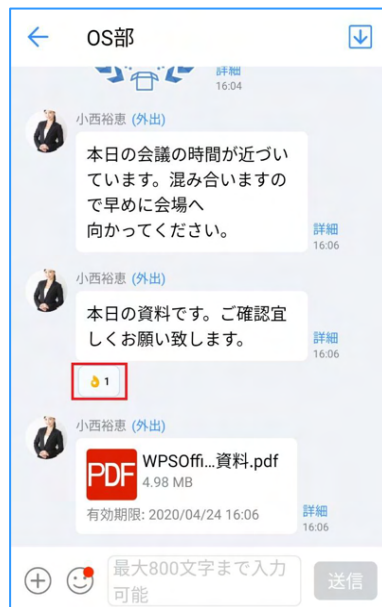 OS部
詳細
16:04
小西裕恵 (外出)
本日の会議の時間が近づい
ています。混み合いますの
で早めに会場へ
向かってください。
詳細
16:06
小西裕恵 (外出)
本日の資料です。ご確認宜
しくお願い致します。
詳細
16:06
👌 1
小西裕恵 (外出)
PDF
WPSOffi...資料.pdf
4.98 MB
有効期限: 2020/04/24 16:06
詳細
16:06
最大800文字まで入力
可能
送信